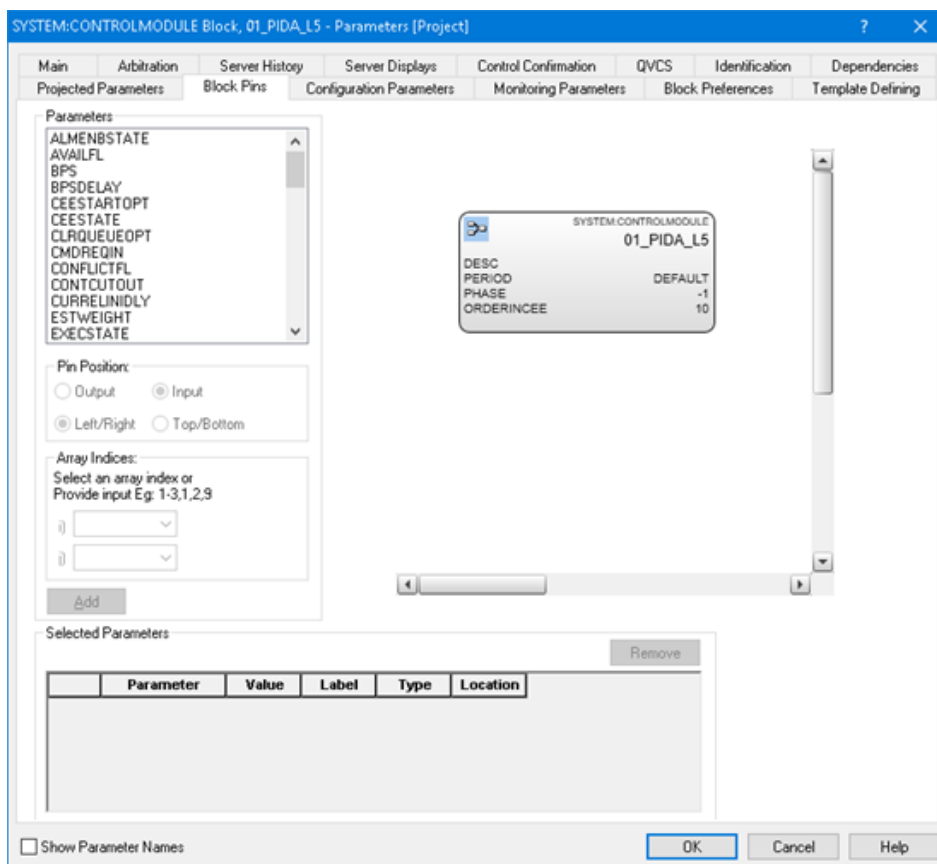 SYSTEM:CONTROLMODULE Block, 01_PIDA_L5 - Parameters [Project]
Main Arbitration Server History Server Displays Control Confirmation QVCS Identification Dependencies
Projected Parameters Block Pins Configuration Parameters Monitoring Parameters Block Preferences Template Defining
Parameters
ALMENBSTATE
AVAILFL
BPS
BPSDELAY
CEESTARTOPT
CEESTATE
CLRQUEUEOPT
CMDREQIN
CONFLICTFL
CONTCUTOUT
CURRELINIDLY
ESTWEIGHT
EXECSTATE
SYSTEM:CONTROLMODULE
01_PIDA_L5
DESC
PERIOD DEFAULT
PHASE -1
ORDERINCEE 10
Pin Position:
Output Input
Left/Right Top/Bottom
Array Indices:
Select an array index or
Provide input Eg: 1-3,1,2,9
i)
i)
Add
Selected Parameters
Remove
Parameter Value Label Type Location
Show Parameter Names
OK Cancel Help